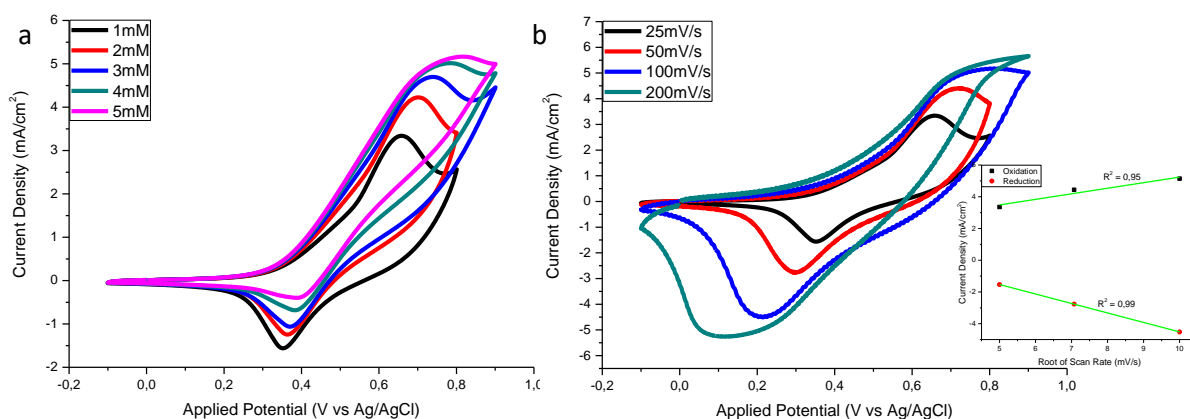 a
1mM
2mM
3mM
4mM
5mM
Current Density (mA/cm²)
6
5
4
3
2
1
0
-1
-2
-0,2
0,0
0,2
0,4
0,6
0,8
1,0
Applied Potential (V vs Ag/AgCl)
b
25mV/s
50mV/s
100mV/s
200mV/s
Current Density (mA/cm²)
7
6
5
4
3
2
1
0
-1
-2
-3
-4
-5
-6
-0,2
0,0
0,2
0,4
0,6
0,8
1,0
Applied Potential (V vs Ag/AgCl)
Oxidation
Reduction
R² = 0,95
R² = 0,99
Current Density (mA/cm²)
6
4
2
0
-2
-4
5
6
7
8
9
10
Root of Scan Rate (mV/s)